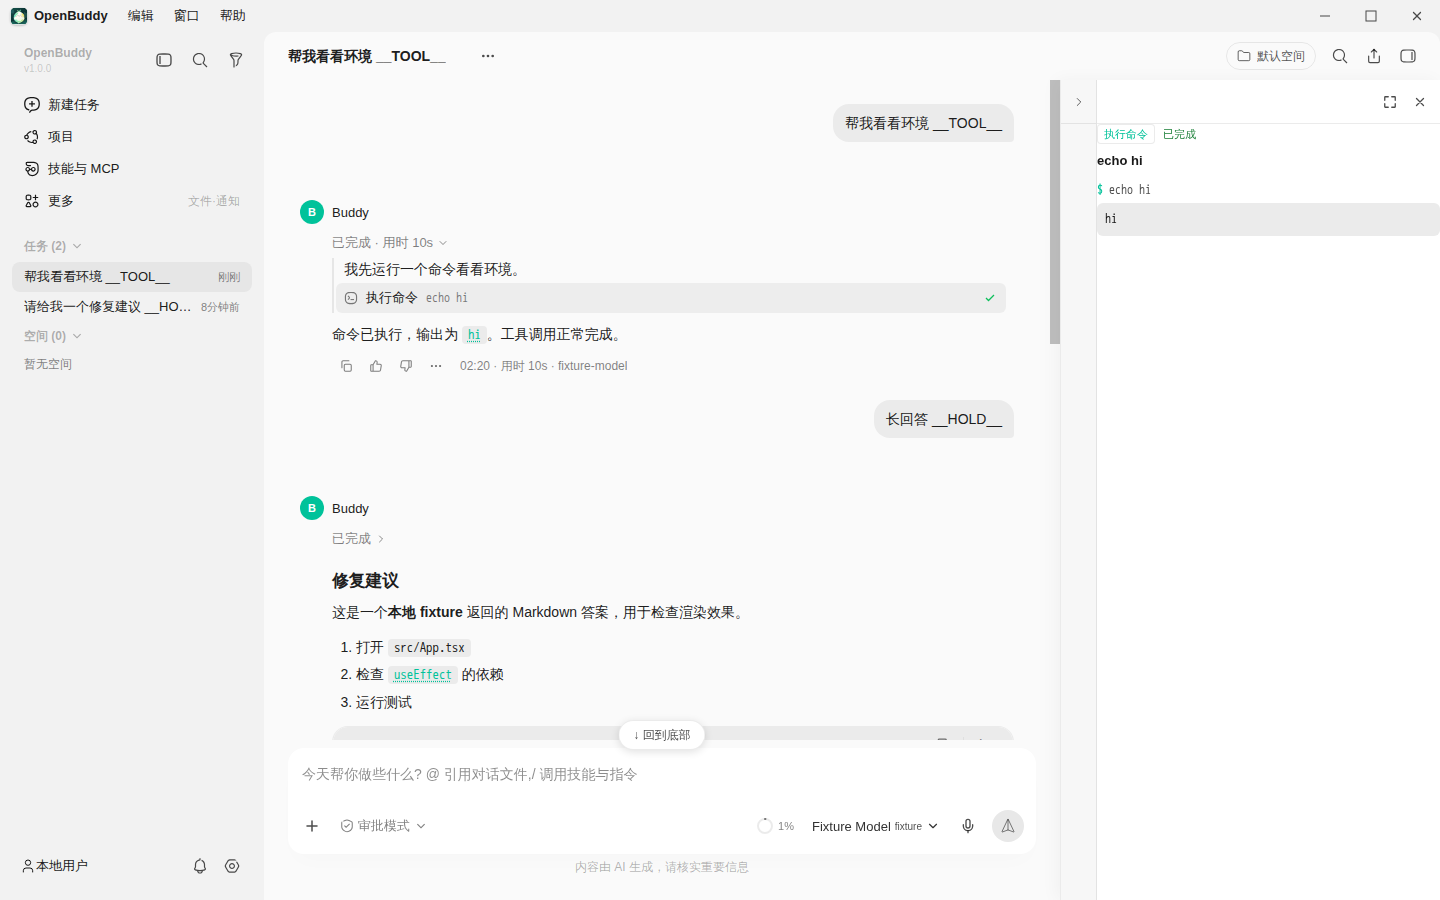 OpenBuddy 编辑 窗口 帮助
OpenBuddy
v1.0.0
新建任务
项目
技能与 MCP
更多 文件·通知
任务 (2)
帮我看看环境 __TOOL__ 刚刚
请给我一个修复建议 __HO… 8分钟前
空间 (0)
暂无空间
本地用户
帮我看看环境 __TOOL__
默认空间
帮我看看环境 __TOOL__
B Buddy
已完成 · 用时 10s
我先运行一个命令看看环境。
执行命令 echo hi
命令已执行，输出为 hi 。工具调用正常完成。
02:20 · 用时 10s · fixture-model
长回答 __HOLD__
B Buddy
已完成
修复建议
这是一个本地 fixture 返回的 Markdown 答案，用于检查渲染效果。
1. 打开 src/App.tsx
2. 检查 useEffect 的依赖
3. 运行测试
↓ 回到底部
今天帮你做些什么? @ 引用对话文件,/ 调用技能与指令
审批模式 1% Fixture Model fixture
内容由 AI 生成，请核实重要信息
执行命令 已完成
echo hi
$ echo hi
hi